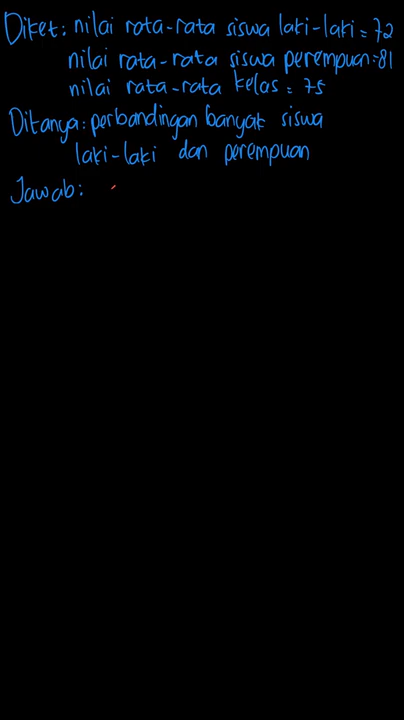 Diket: nilai rata-rata siswa laki-laki = 72
nilai rata-rata siswa perempuan = 81
nilai rata-rata kelas = 75
Ditanya: perbandingan banyak siswa
laki-laki dan perempuan
Jawab: